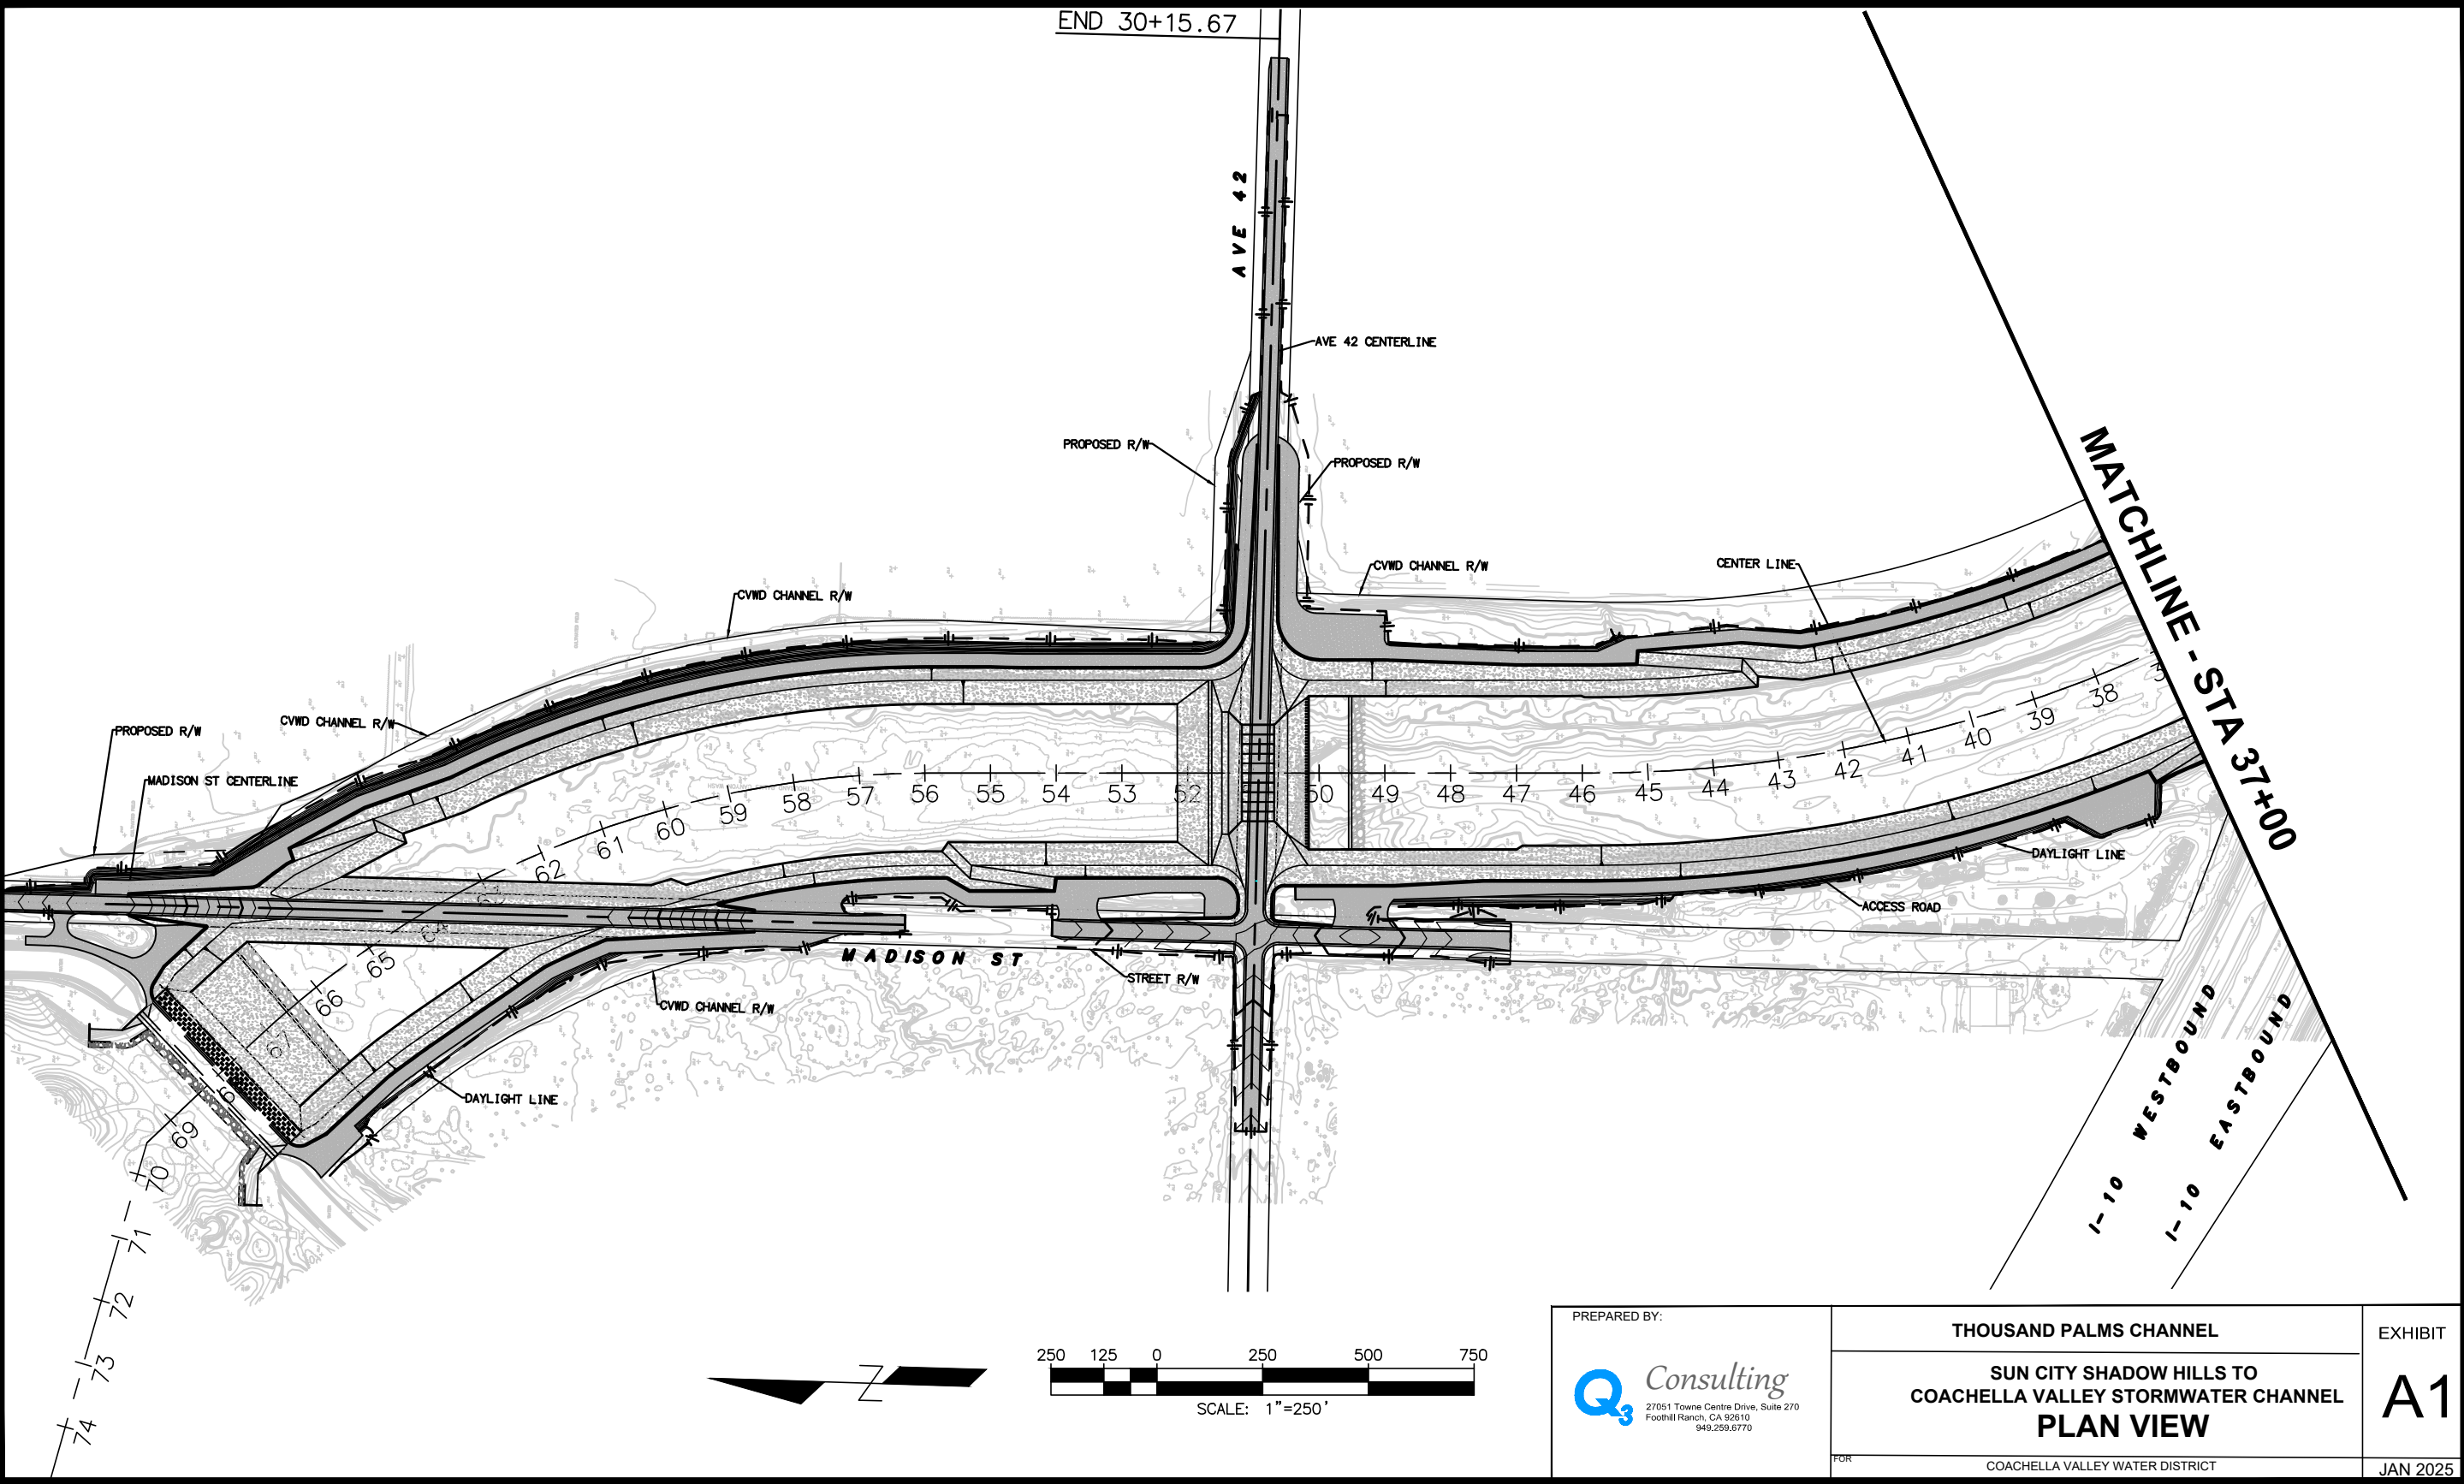 END 30+15.67
AVE 42
AVE 42 CENTERLINE
PROPOSED R/W
PROPOSED R/W
MATCHLINE - STA 37+00
CVWD CHANNEL R/W
CENTER LINE
CVWD CHANNEL R/W
CVWD CHANNEL R/W
PROPOSED R/W
MADISON ST CENTERLINE
38
39
40
41
42
43
44
45
46
47
48
49
50
52
53
54
55
56
57
58
59
60
61
62
63
64
65
66
67
69
70
71
72
73
74
DAYLIGHT LINE
ACCESS ROAD
MADISON ST
STREET R/W
CVWD CHANNEL R/W
DAYLIGHT LINE
I-10 WESTBOUND
I-10 EASTBOUND
Z
250 125 0 250 500 750
SCALE: 1"=250'
PREPARED BY:
Q3 Consulting
27051 Towne Centre Drive, Suite 270
Foothill Ranch, CA 92610
949.259.6770
THOUSAND PALMS CHANNEL
SUN CITY SHADOW HILLS TO
COACHELLA VALLEY STORMWATER CHANNEL
PLAN VIEW
FOR
COACHELLA VALLEY WATER DISTRICT
EXHIBIT
A1
JAN 2025